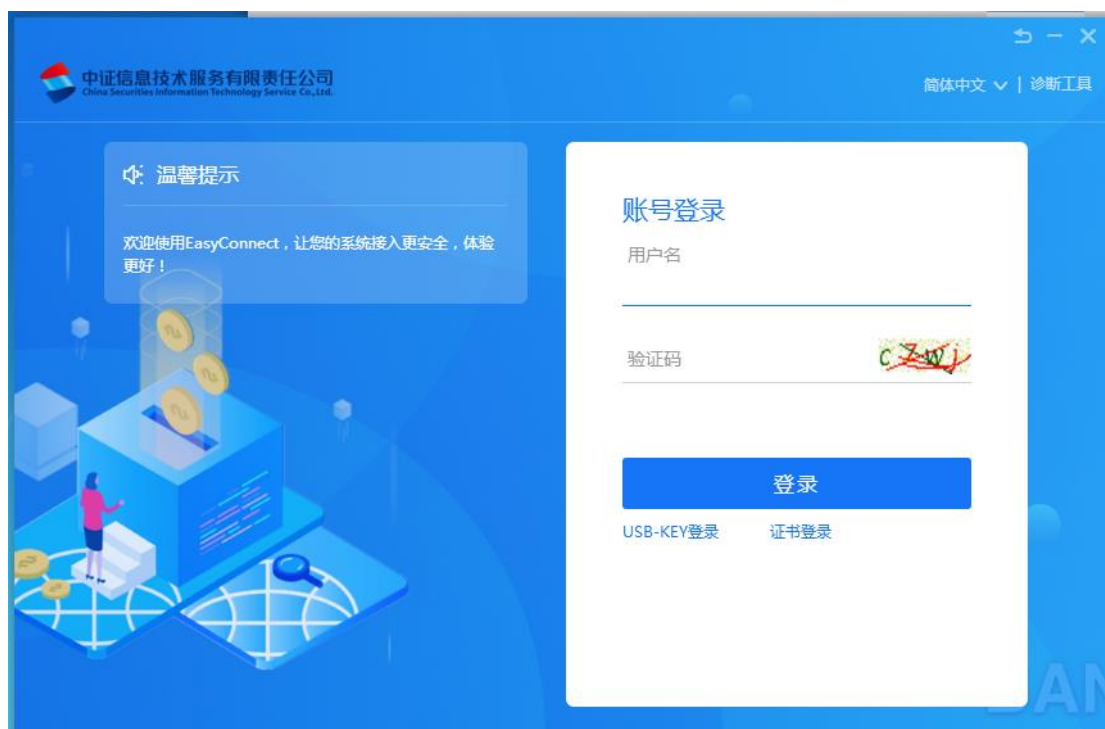 中证信息技术服务有限责任公司
China Securities Information Technology Service Co.,Ltd.
简体中文 | 诊断工具
温馨提示
欢迎使用EasyConnect，让您的系统接入更安全，体验
更好！
账号登录
用户名
验证码
登录
USB-KEY登录 证书登录